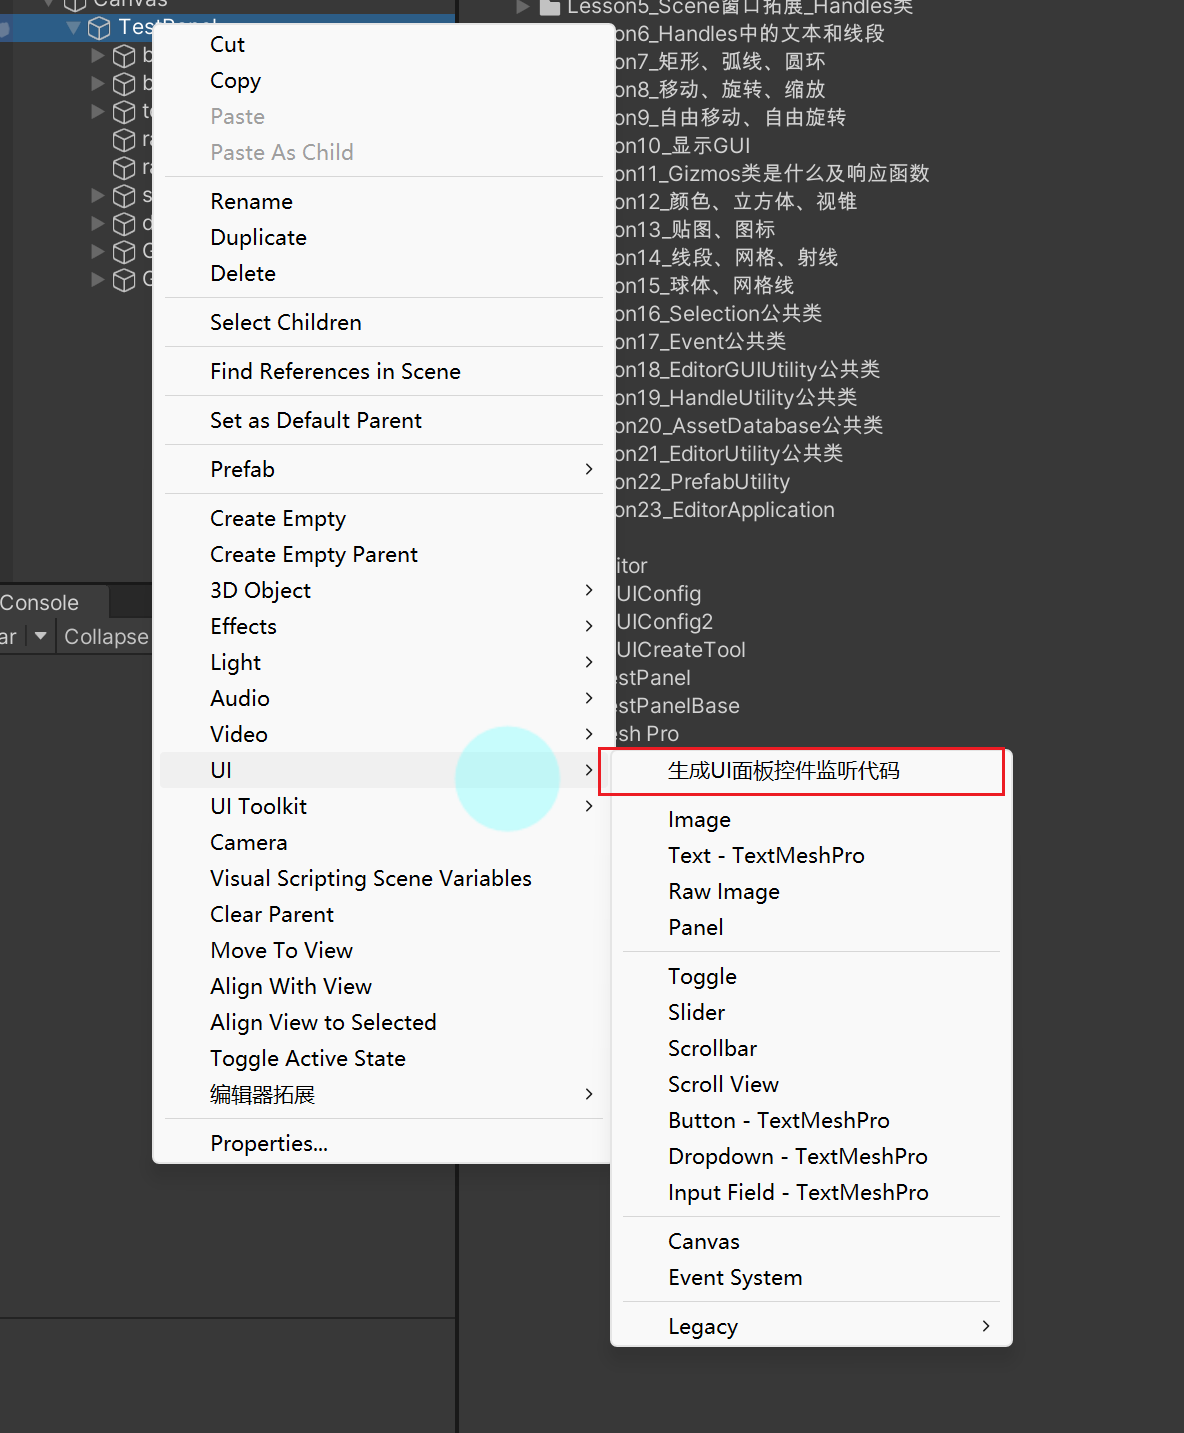 Canvas
TestPanel
Cut
Copy
Paste
Paste As Child
Rename
Duplicate
Delete
Select Children
Find References in Scene
Set as Default Parent
Prefab
Create Empty
Create Empty Parent
3D Object
Effects
Light
Audio
Video
UI
UI Toolkit
Camera
Visual Scripting Scene Variables
Clear Parent
Move To View
Align With View
Align View to Selected
Toggle Active State
编辑器拓展
Properties...
Console
ar
Collapse
Lesson5_Scene窗口拓展_Handles类
on6_Handles中的文本和线段
on7_矩形、弧线、圆环
on8_移动、旋转、缩放
on9_自由移动、自由旋转
on10_显示GUI
on11_Gizmos类是什么及响应函数
on12_颜色、立方体、视锥
on13_贴图、图标
on14_线段、网格、射线
on15_球体、网格线
on16_Selection公共类
on17_Event公共类
on18_EditorGUIUtility公共类
on19_HandleUtility公共类
on20_AssetDatabase公共类
on21_EditorUtility公共类
on22_PrefabUtility
on23_EditorApplication
itor
UIConfig
UIConfig2
UICreateTool
estPanel
estPanelBase
esh Pro
生成UI面板控件监听代码
Image
Text - TextMeshPro
Raw Image
Panel
Toggle
Slider
Scrollbar
Scroll View
Button - TextMeshPro
Dropdown - TextMeshPro
Input Field - TextMeshPro
Canvas
Event System
Legacy